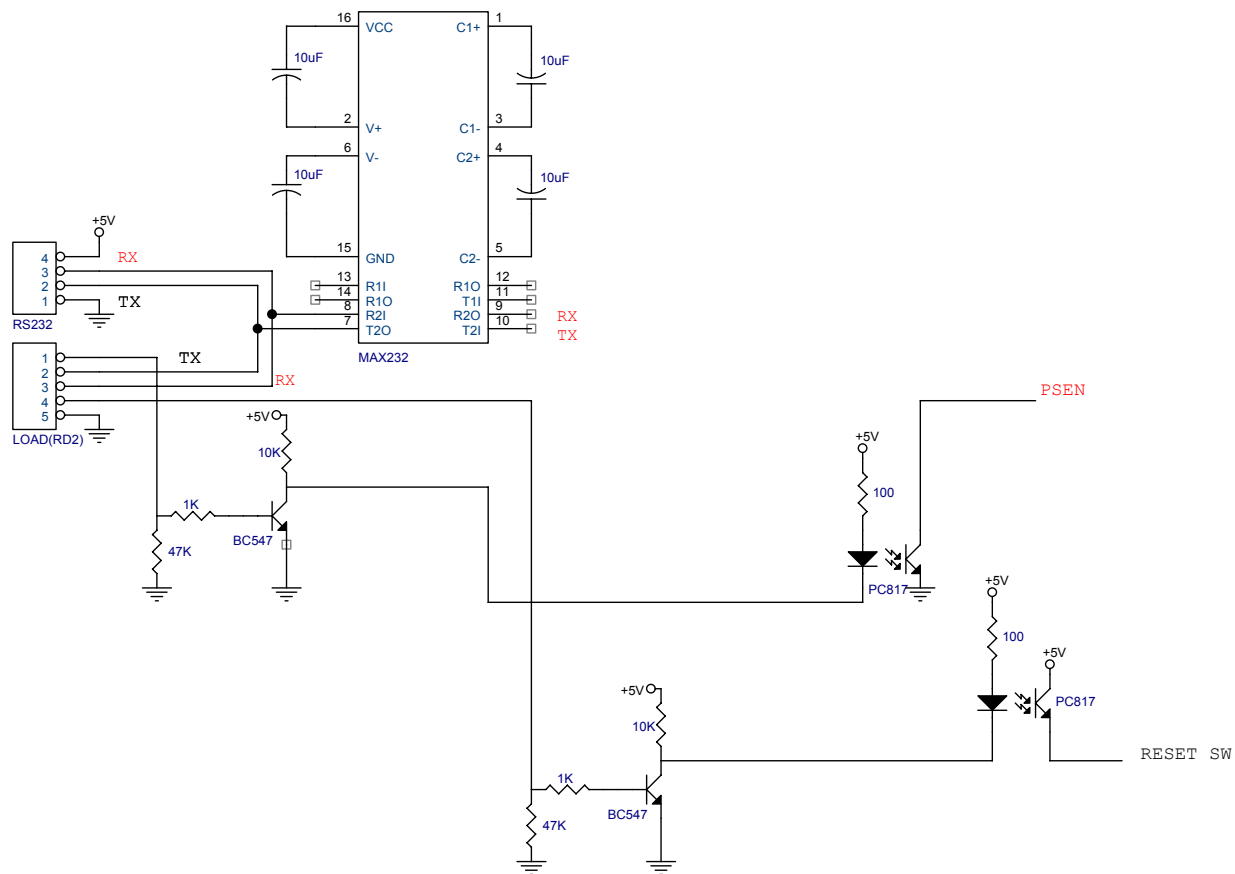 16 VCC C1+ 1
10uF
10uF
2 V+ C1- 3
6 V- C2+ 4
10uF
10uF
+5V
15 GND C2- 5
4 RX
3
2
1 TX
RS232
13 R1I R1O 12
14 R1O T1I 11
8 R2I R2O 9 RX
7 T2O T2I 10 TX
MAX232
1 TX
2
3 RX
4
5
LOAD(RD2)
PSEN
+5V
10K
+5V
100
1K
BC547
47K
PC817
+5V
100
+5V
PC817
+5V
10K
RESET SW
1K
BC547
47K